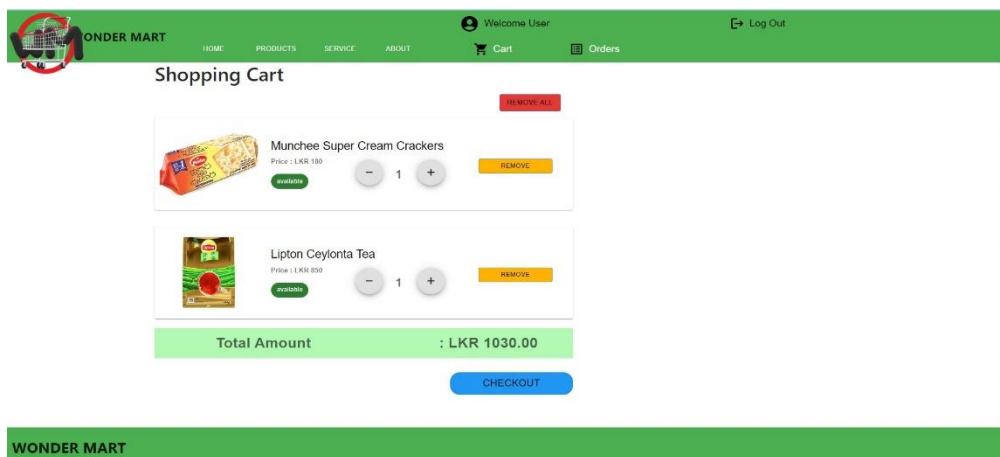 Welcome User
Log Out
WONDER MART
HOME PRODUCTS SERVICE ABOUT Cart Orders
Shopping Cart
REMOVE ALL
Munchee Super Cream Crackers
Price : LKR 180
available
− 1 +
REMOVE
Lipton Ceylonta Tea
Price : LKR 850
available
− 1 +
REMOVE
Total Amount : LKR 1030.00
CHECKOUT
WONDER MART